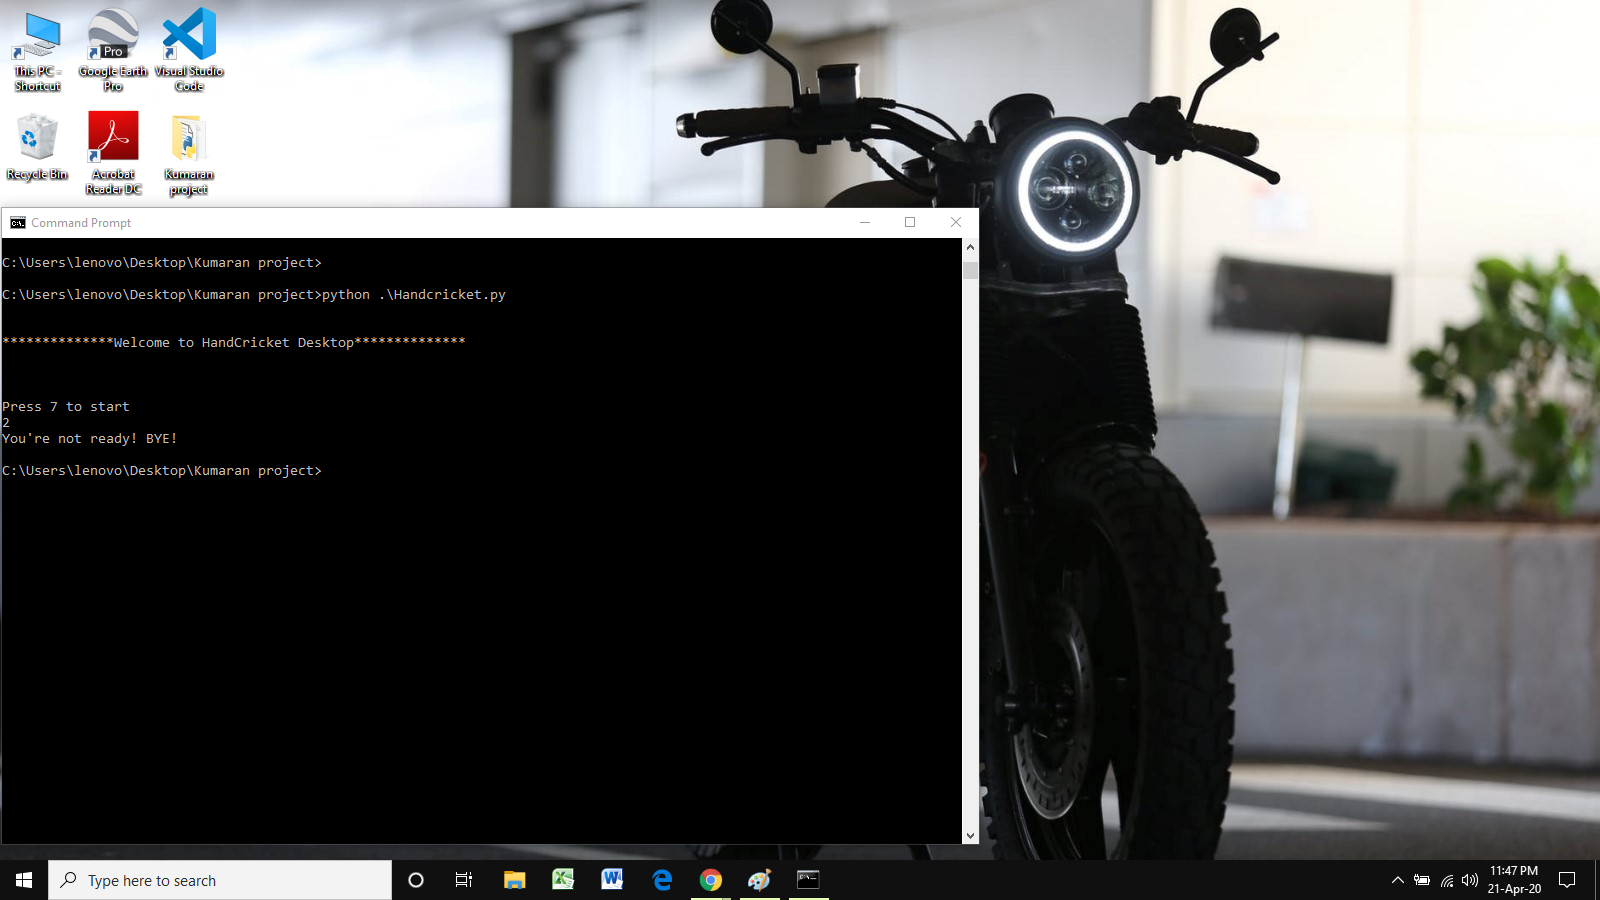 This PC -
Shortcut
Pro
Google Earth
Pro
Visual Studio
Code
Recycle Bin
Acrobat
Reader DC
Kumaran
project
Command Prompt
C:\Users\lenovo\Desktop\Kumaran project>
C:\Users\lenovo\Desktop\Kumaran project>python .\Handcricket.py
**************Welcome to HandCricket Desktop**************
Press 7 to start
2
You're not ready! BYE!
C:\Users\lenovo\Desktop\Kumaran project>
Type here to search
11:47 PM
21-Apr-20